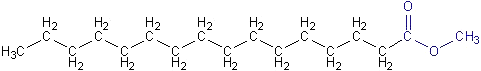 O
H₂ H₂ H₂ H₂ H₂ H₂ H₂
C C C C C C C C CH₃
H₃C C C C C C C C O
H₂ H₂ H₂ H₂ H₂ H₂ H₂